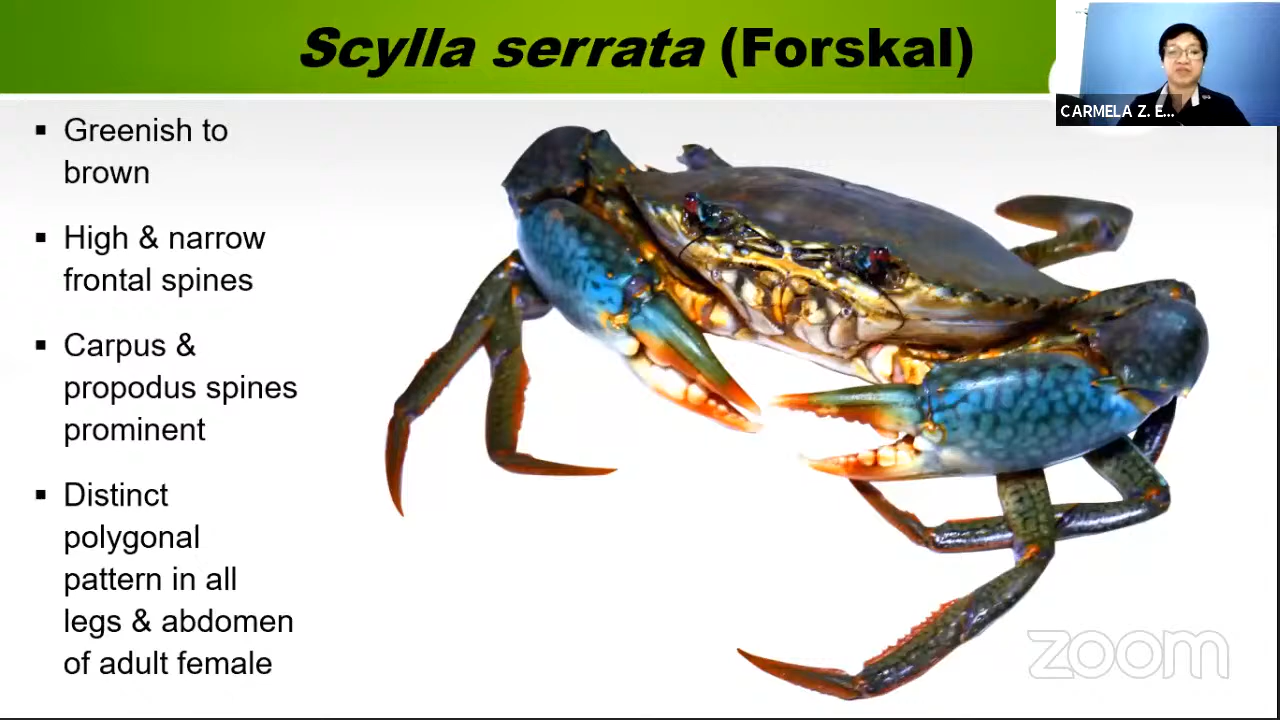 Scylla serrata (Forskal)
CARMELA Z. E...
▪ Greenish to
brown
▪ High & narrow
frontal spines
▪ Carpus &
propodus spines
prominent
▪ Distinct
polygonal
pattern in all
legs & abdomen
of adult female
zoom